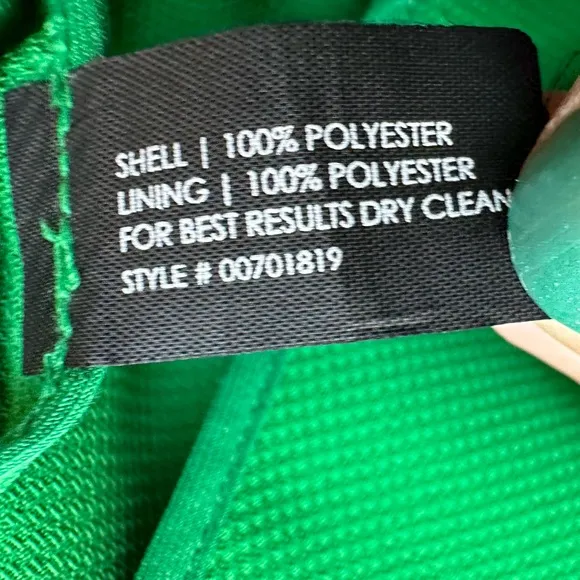 SHELL | 100% POLYESTER
LINING | 100% POLYESTER
FOR BEST RESULTS DRY CLEAN
STYLE # 00701819